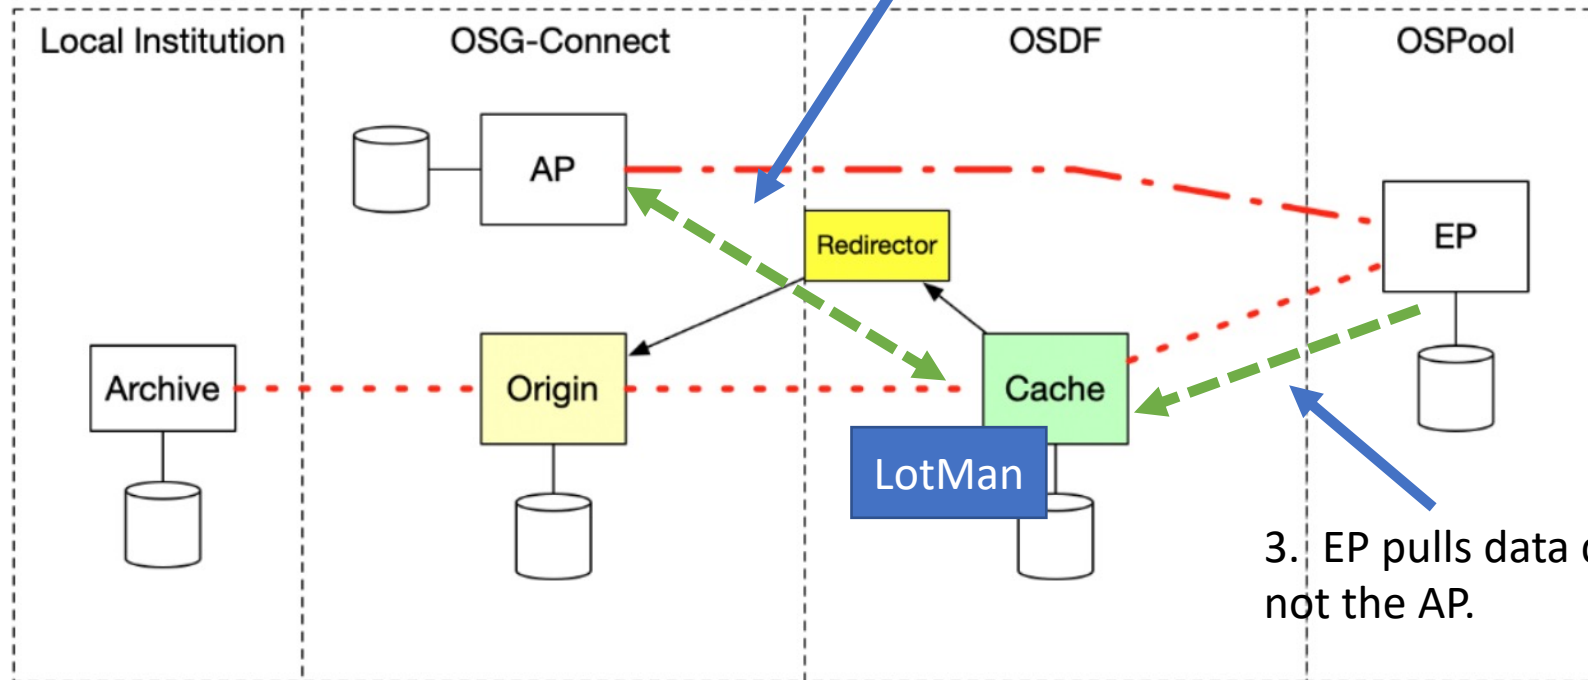 Local Institution
OSG-Connect
OSDF
OSPool
AP
Redirector
EP
Archive
Origin
Cache
LotMan
3. EP pulls data
not the AP.